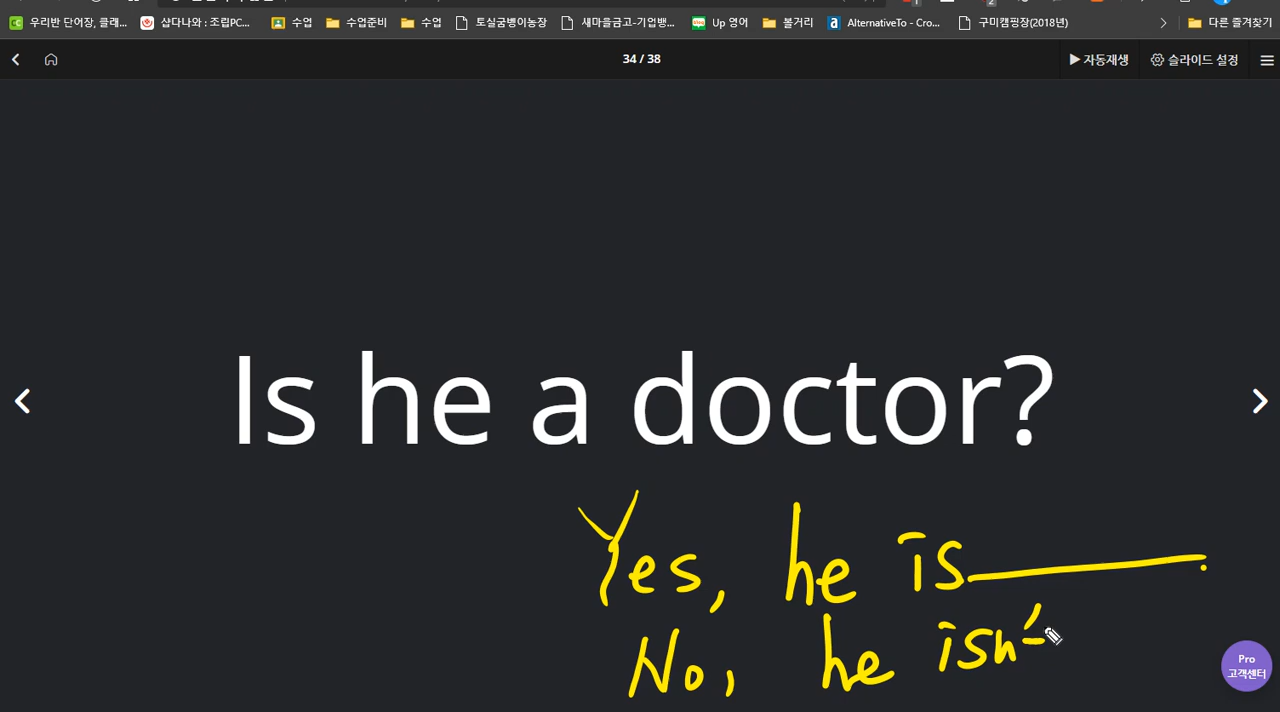 우리반 단어장, 클래... 샵다나와 : 조립PC... 수업 수업준비 수업 토실굼뱅이농장 새마을금고-기업뱅... Up 영어 볼거리 AlternativeTo - Cro... 구미캠핑장(2018년) 다른 즐겨찾기
34 / 38 자동재생 슬라이드 설정
Is he a doctor?
Yes, he is .
No, he isn'
Pro
고객센터